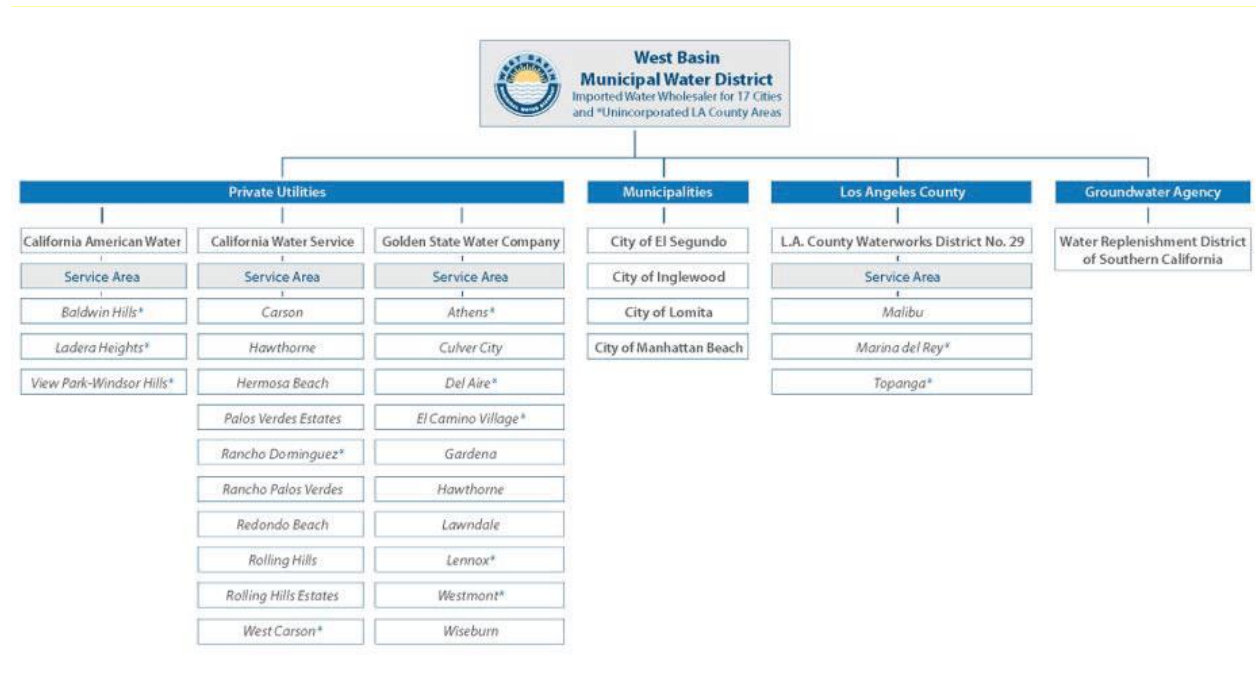 West Basin
Municipal Water District
Imported Water Wholesaler for 17 Cities
and *Unincorporated LA County Areas
Private Utilities
California American Water
Service Area
Baldwin Hills*
Ladera Heights*
View Park-Windsor Hills*
California Water Service
Service Area
Carson
Hawthorne
Hermosa Beach
Palos Verdes Estates
Rancho Dominguez*
Rancho Palos Verdes
Redondo Beach
Rolling Hills
Rolling Hills Estates
West Carson*
Golden State Water Company
Service Area
Athens*
Culver City
Del Aire*
El Camino Village*
Gardena
Hawthorne
Lawndale
Lennox*
Westmont*
Wiseburn
Municipalities
City of El Segundo
City of Inglewood
City of Lomita
City of Manhattan Beach
Los Angeles County
L.A. County Waterworks District No. 29
Service Area
Malibu
Marina del Rey*
Topanga*
Groundwater Agency
Water Replenishment District
of Southern California